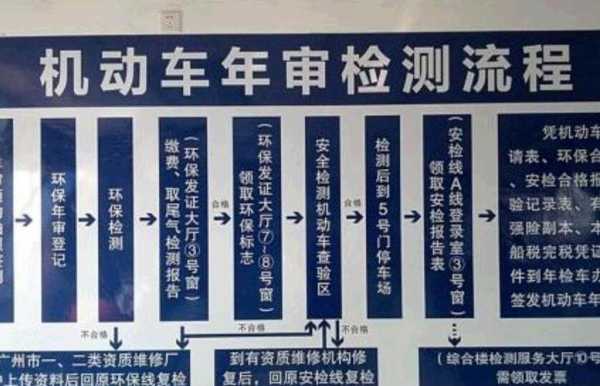 机动车年审检测流程
环保年审登记
环保检测
(环保发证大厅③号窗)
缴费、取尾气检测报告
合格
(环保发证大厅⑦~⑧号窗)
领取环保标志
安全检测机动车查验区
合格
检测后到5号门停车场
(安检线A线登录室③号窗)
领取安检报告表
凭机动车
请表、环保合
、安检合格报
验记录表、有
强险副本、本
船税完税凭证
件到年检车办
签发机动车年
不合格
不合格
不合格
广州市一、二类资质维修厂
上传资料后回原环保线复检
到有资质维修机构修
复后，回原安检线复检
(综合楼检测服务大厅10号
需领取发票